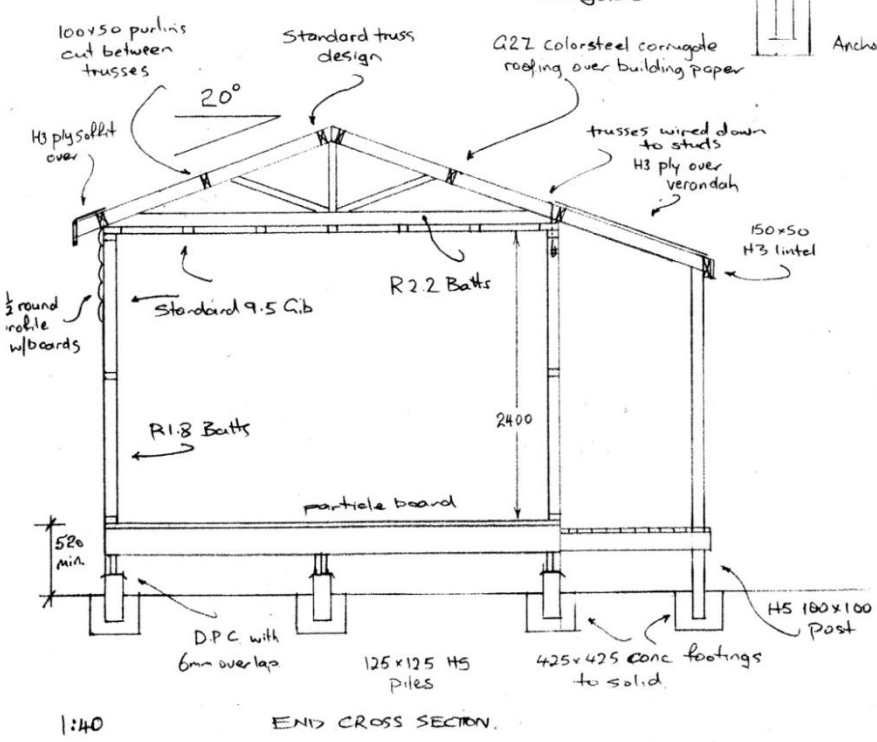 100x50 purlins
cut between
trusses
Standard truss
design
G2Z colorsteel corrugate
roofing over building paper
Ancho
20°
H3 ply soffit
over
trusses wired down
to studs
H3 ply over
verandah
150x50
H3 lintel
R 2.2 Batts
Standard 9.5 Gib
½ round
rofile
w/boards
2400
R1.8 Batts
particle board
520
min.
D.P.C. with
6mm overlap
125x125 H5
piles
425x425 conc footings
to solid.
H5 100x100
Post
1:40
END CROSS SECTION.